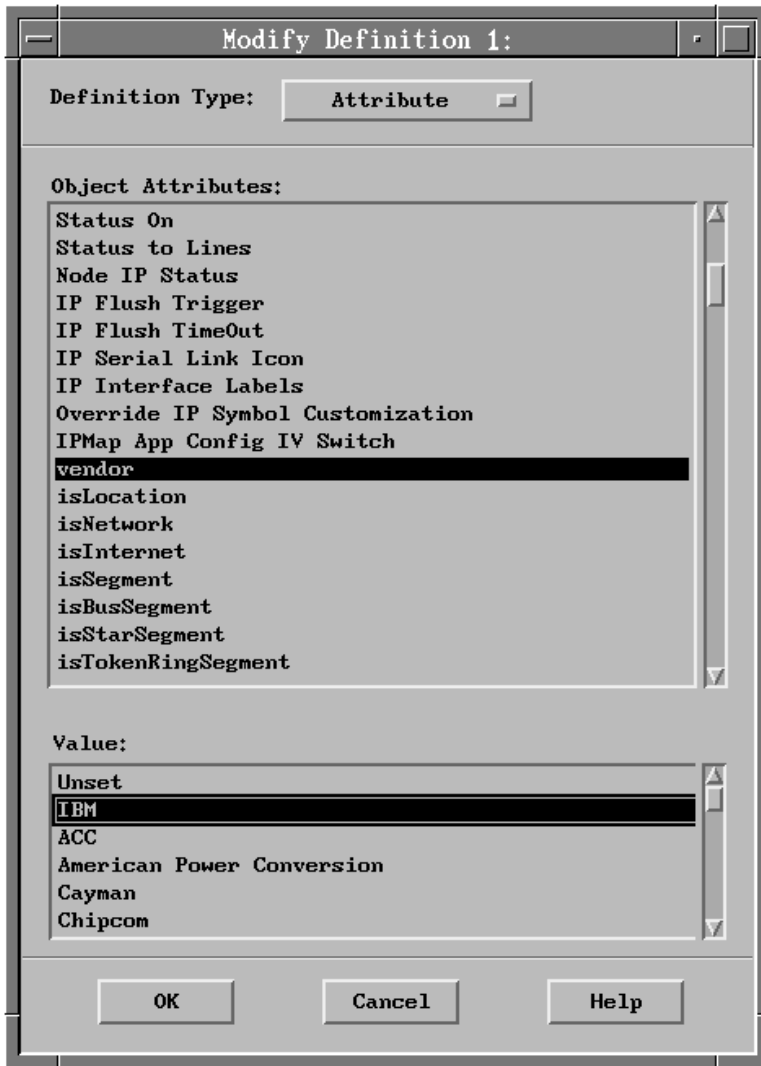 Modify Definition 1:
Definition Type: Attribute
Object Attributes:
Status On
Status to Lines
Node IP Status
IP Flush Trigger
IP Flush TimeOut
IP Serial Link Icon
IP Interface Labels
Override IP Symbol Customization
IPMap App Config IV Switch
vendor
isLocation
isNetwork
isInternet
isSegment
isBusSegment
isStarSegment
isTokenRingSegment
Value:
Unset
IBM
ACC
American Power Conversion
Cayman
Chipcom
OK Cancel Help